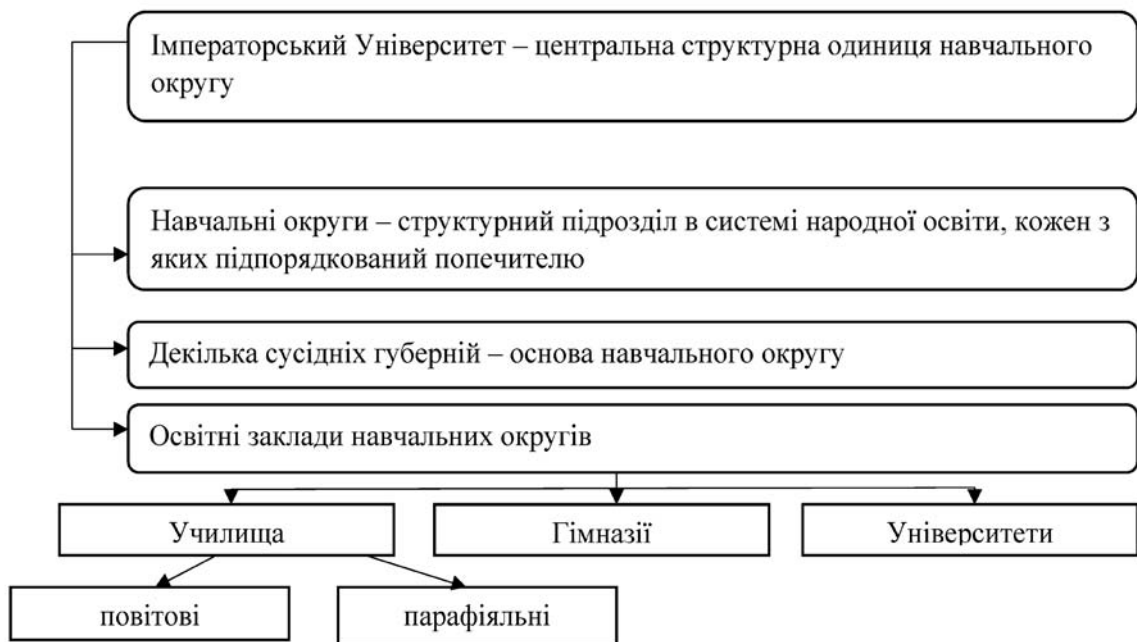 Імператорський Університет – центральна структурна одиниця навчального
округу
Навчальні округи – структурний підрозділ в системі народної освіти, кожен з
яких підпорядкований попечителю
Декілька сусідніх губерній – основа навчального округу
Освітні заклади навчальних округів
Училища
Гімназії
Університети
повітові
парафіяльні